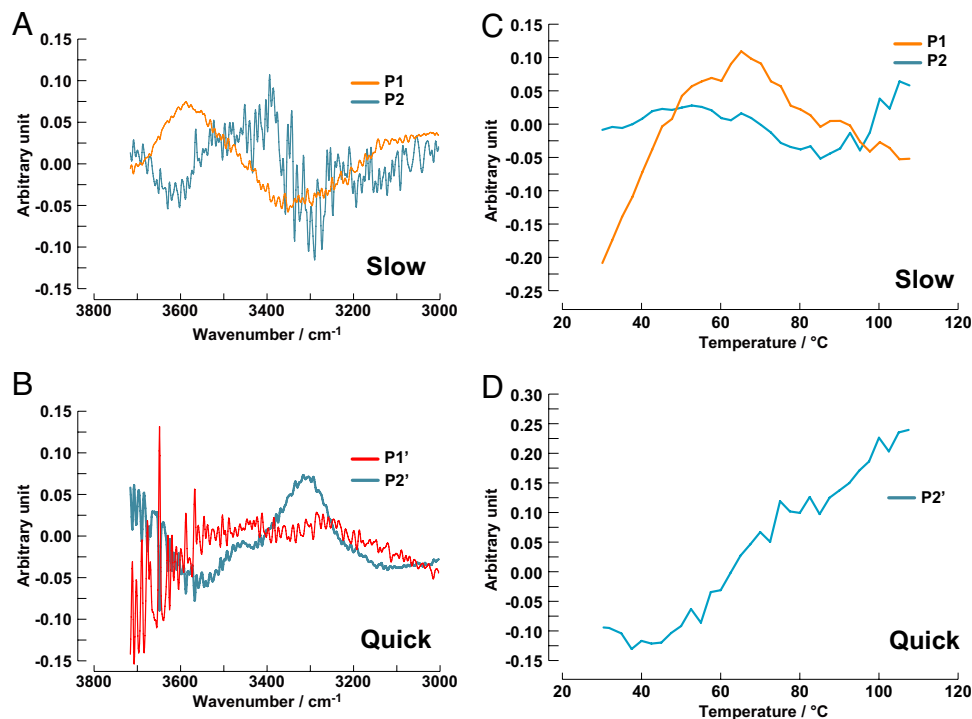 A
0.15
0.10
0.05
0.00
-0.05
-0.10
-0.15
Arbitrary unit
P1
P2
Slow
3800
3600
3400
3200
3000
Wavenumber / cm-1
C
0.15
0.10
0.05
0.00
-0.05
-0.10
-0.15
-0.20
-0.25
Arbitrary unit
P1
P2
Slow
20
40
60
80
100
120
Temperature / °C
B
0.15
0.10
0.05
0.00
-0.05
-0.10
-0.15
Arbitrary unit
P1’
P2’
Quick
3800
3600
3400
3200
3000
Wavenumber / cm-1
D
0.30
0.25
0.20
0.15
0.10
0.05
0.00
-0.05
-0.10
-0.15
Arbitrary unit
P2’
Quick
20
40
60
80
100
120
Temperature / °C